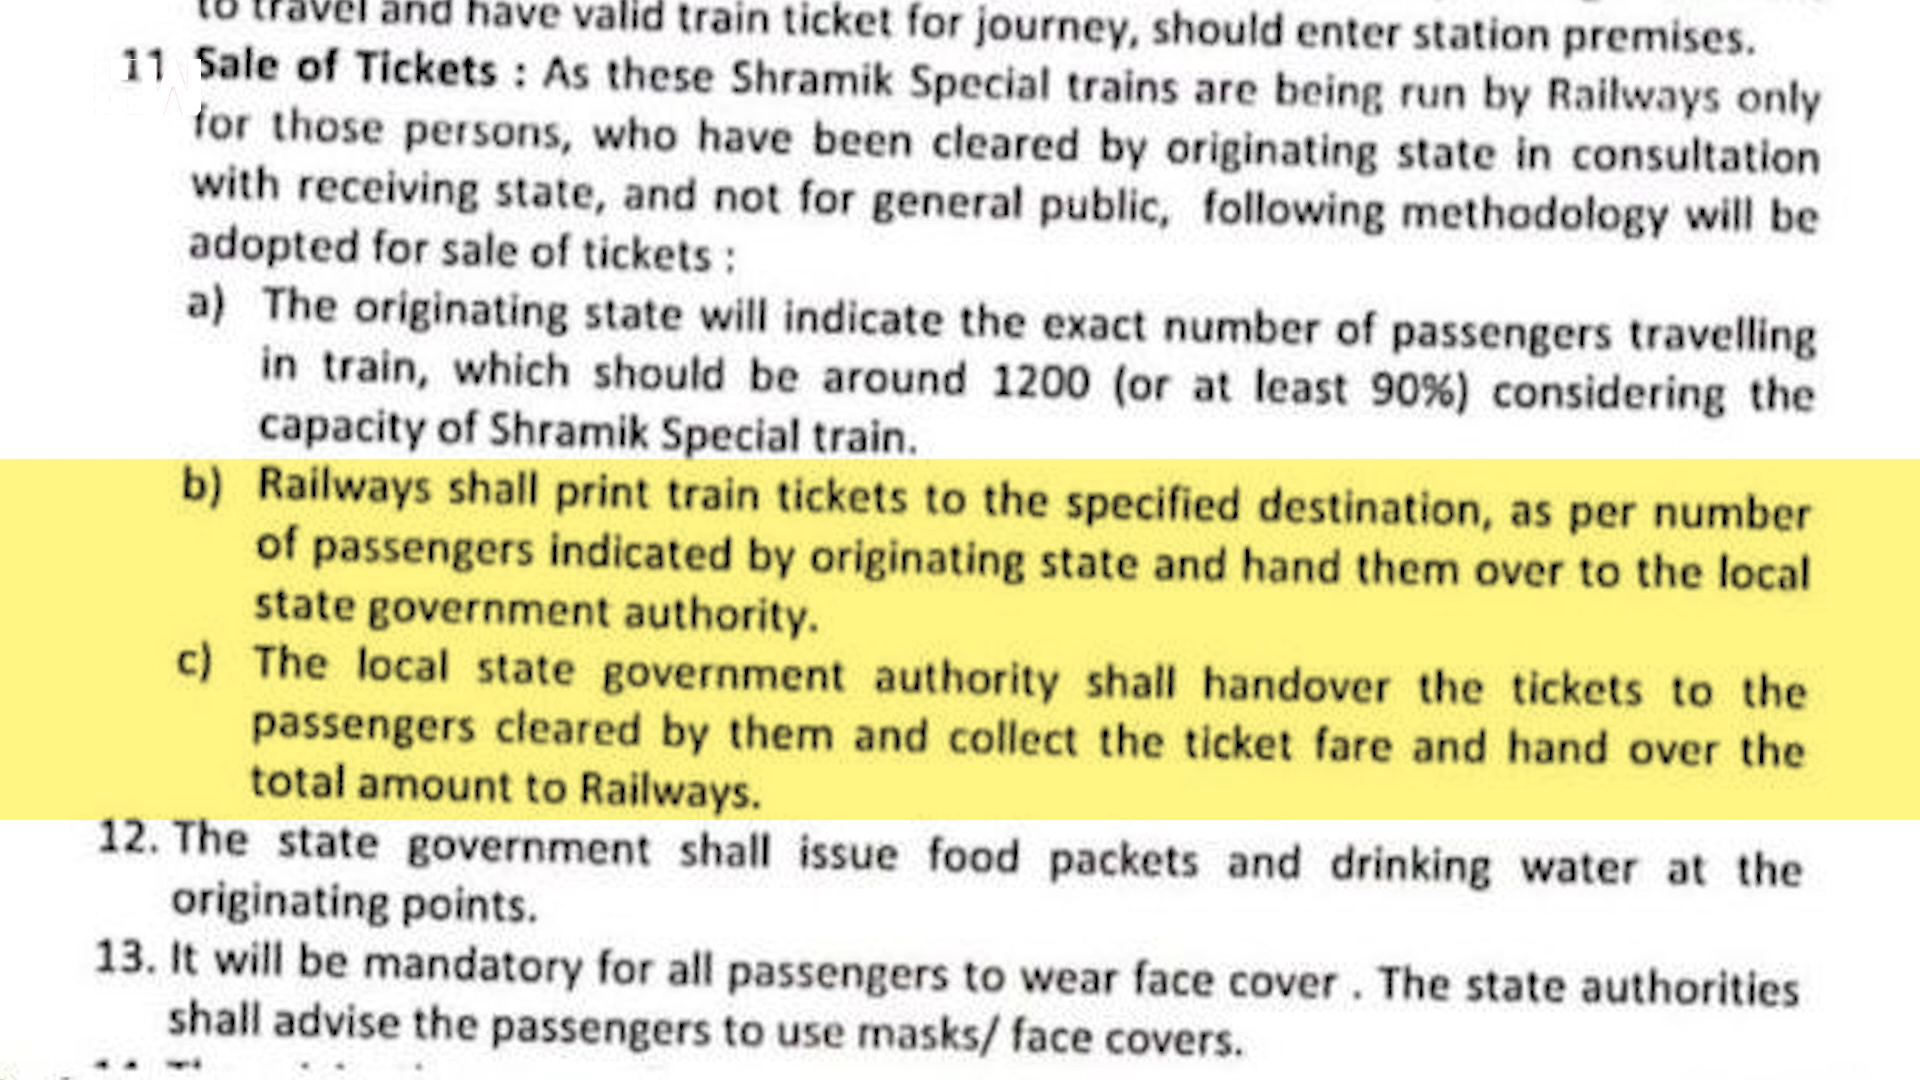 to travel and have valid train ticket for journey, should enter station premises.
11 Sale of Tickets : As these Shramik Special trains are being run by Railways only
for those persons, who have been cleared by originating state in consultation
with receiving state, and not for general public, following methodology will be
adopted for sale of tickets :
a) The originating state will indicate the exact number of passengers travelling
in train, which should be around 1200 (or at least 90%) considering the
capacity of Shramik Special train.
b) Railways shall print train tickets to the specified destination, as per number
of passengers indicated by originating state and hand them over to the local
state government authority.
c) The local state government authority shall handover the tickets to the
passengers cleared by them and collect the ticket fare and hand over the
total amount to Railways.
12. The state government shall issue food packets and drinking water at the
originating points.
13. It will be mandatory for all passengers to wear face cover . The state authorities
shall advise the passengers to use masks/ face covers.